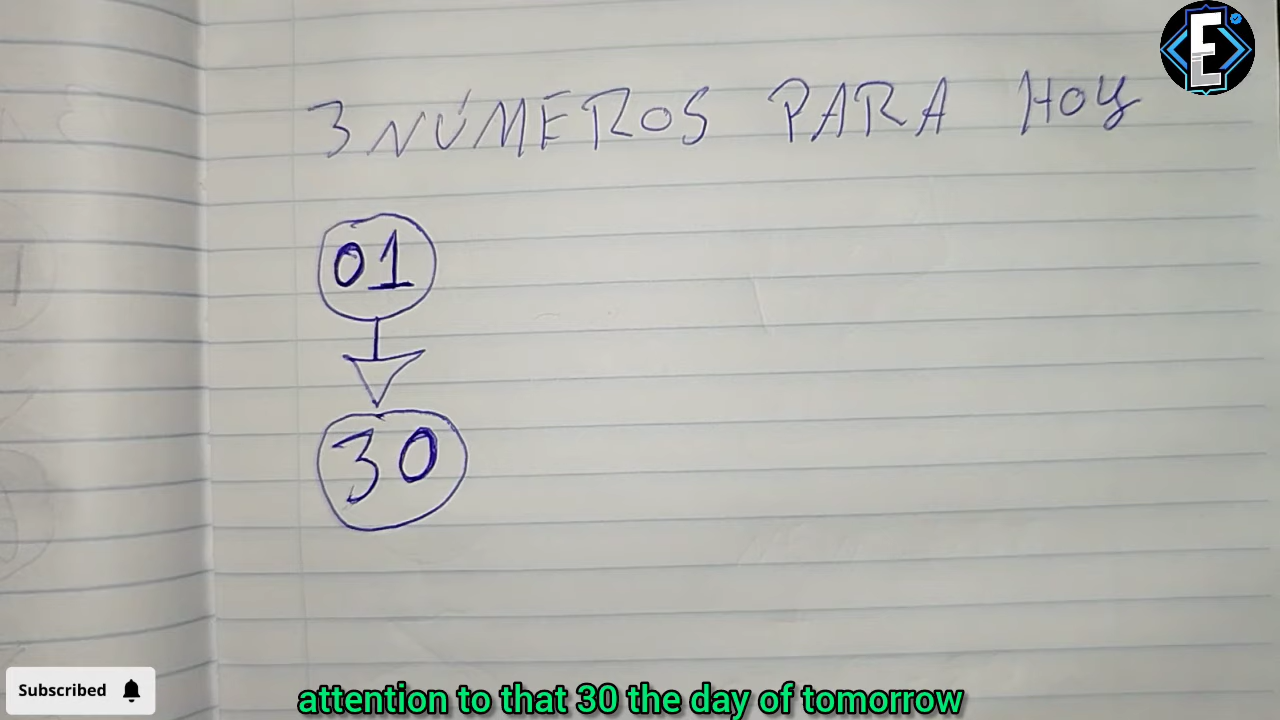 3 NÚMEROS PARA HOY
01
30
Subscribed
attention to that 30 the day of tomorrow